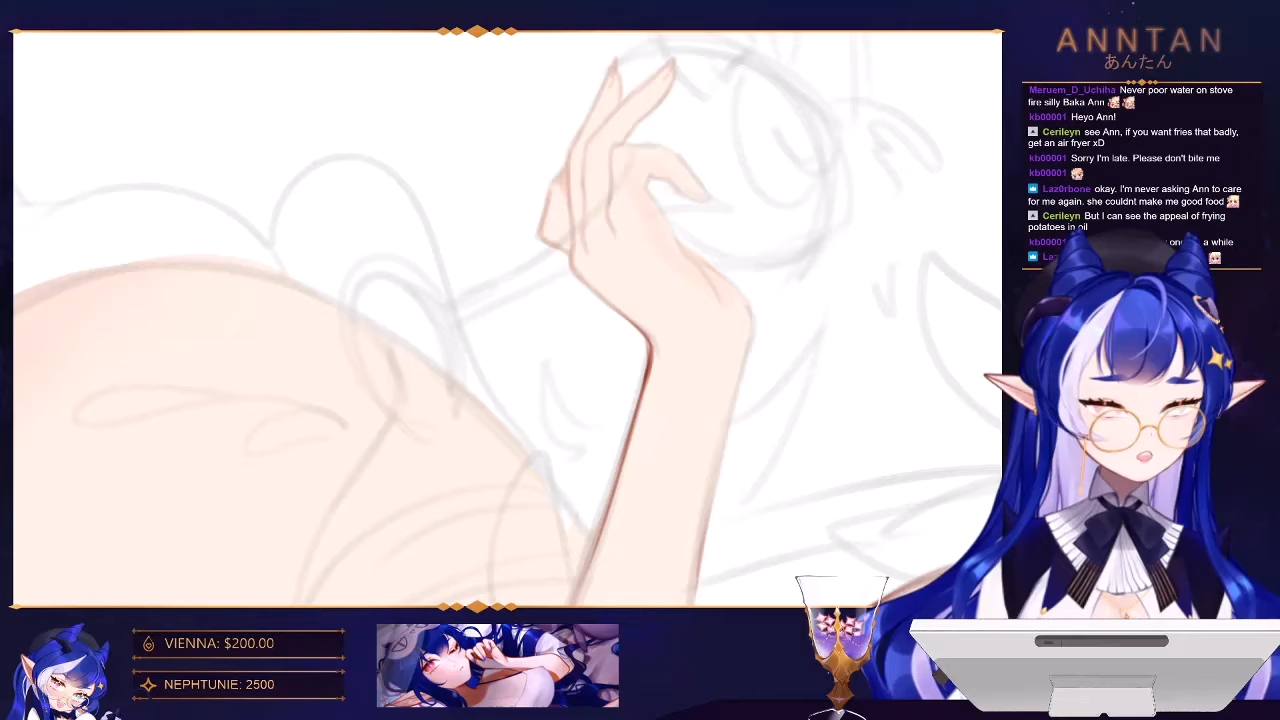 ANNTAN
あんたん
Meruem_D_Uchiha Never poor water on stove
fire silly Baka Ann
kb00001 Heyo Ann!
Cerileyn see Ann, if you want fries that badly,
get an air fryer xD
kb00001 Sorry I'm late. Please don't bite me
kb00001
Laz0rbone okay. I'm never asking Ann to care
for me again. she couldnt make me good food
Cerileyn But I can see the appeal of frying
potatoes in oil
kb00001 a while
VIENNA: $200.00
NEPHTUNIE: 2500